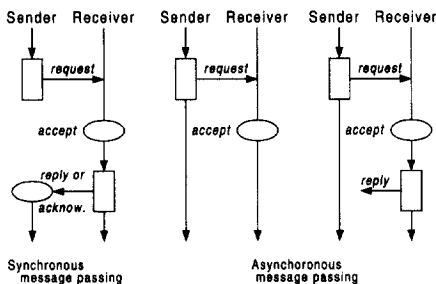 Sender Receiver Sender Receiver Sender Receiver
request request request
accept accept accept
reply or reply
acknow.
Synchronous Asynchoronous
message passing message passing